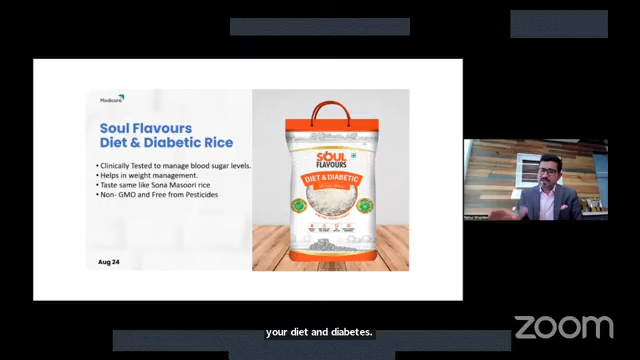 Modicare
Soul Flavours
Diet & Diabetic Rice
• Clinically Tested to manage blood sugar levels.
• Helps in weight management.
• Taste same like Sona Masoori rice
• Non- GMO and Free from Pesticides
Aug 24
SOUL
FLAVOURS
DIET & DIABETIC
your diet and diabetes.
zoom